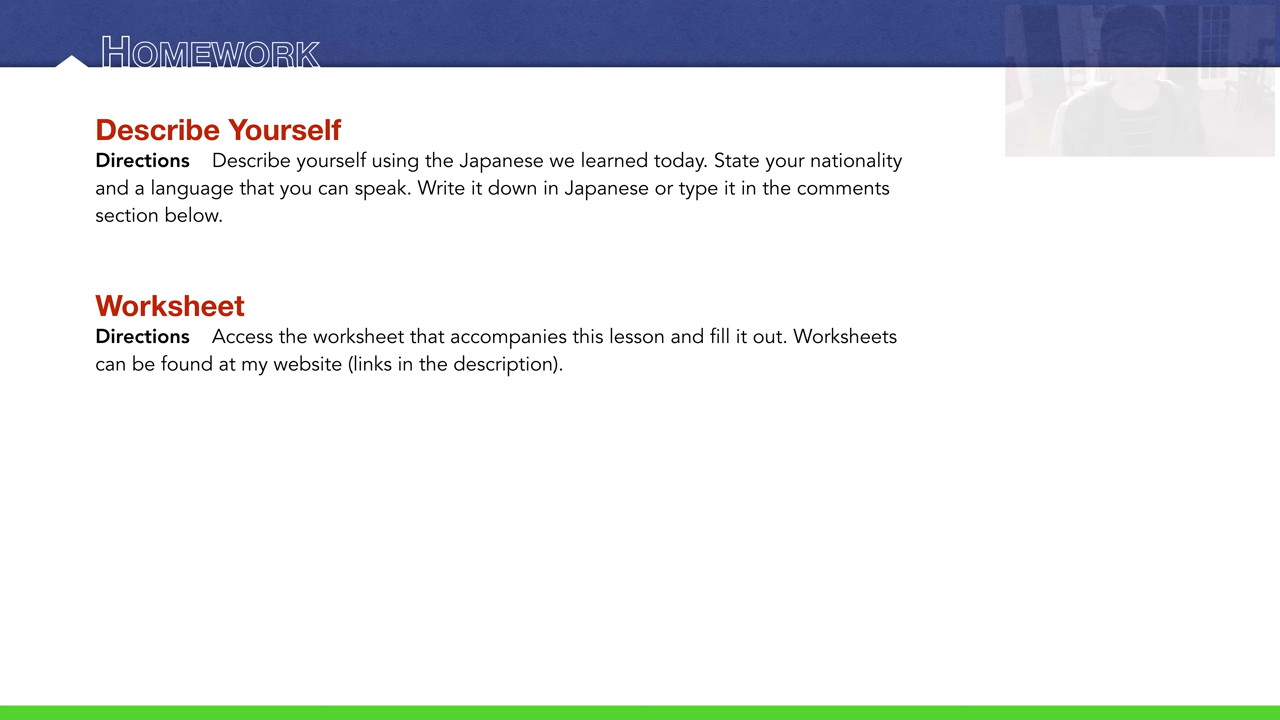 HOMEWORK
Describe Yourself
Directions Describe yourself using the Japanese we learned today. State your nationality
and a language that you can speak. Write it down in Japanese or type it in the comments
section below.
Worksheet
Directions Access the worksheet that accompanies this lesson and fill it out. Worksheets
can be found at my website (links in the description).